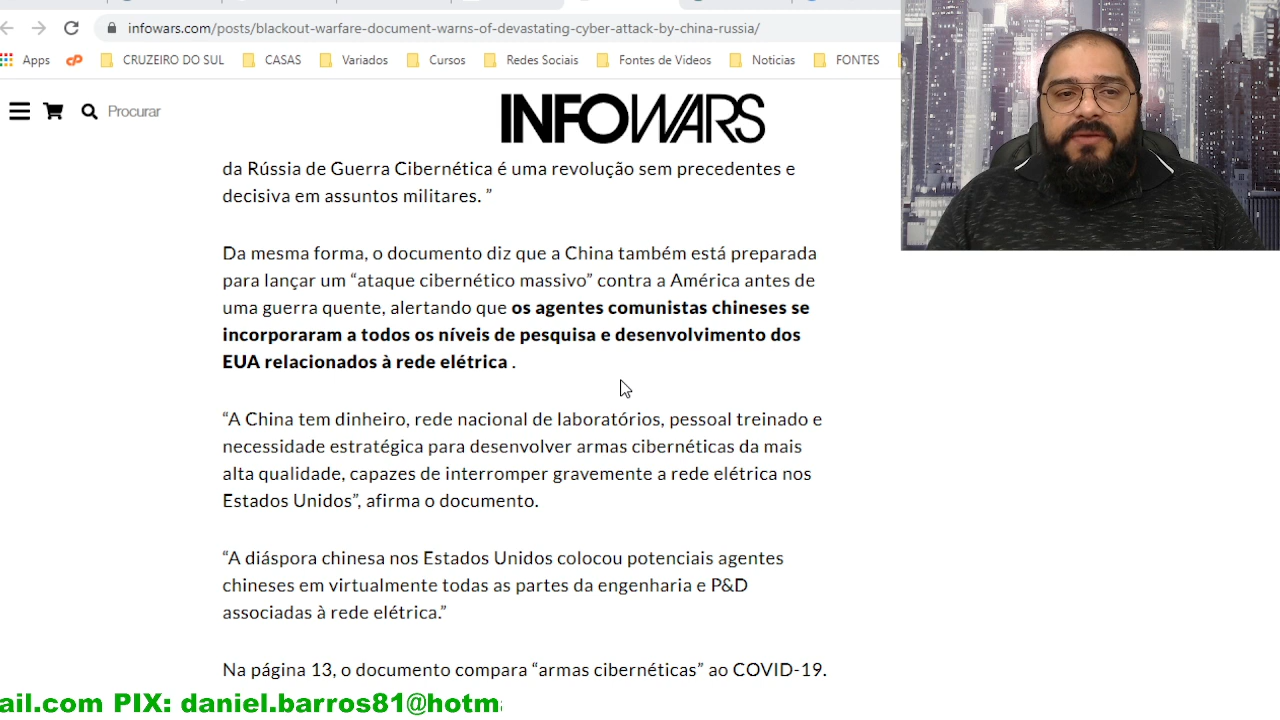 infowars.com/posts/blackout-warfare-document-warns-of-devastating-cyber-attack-by-china-russia/
Apps CRUZEIRO DO SUL CASAS Variados Cursos Redes Sociais Fontes de Videos Noticias FONTES
Procurar
INFOWARS
da Rússia de Guerra Cibernética é uma revolução sem precedentes e
decisiva em assuntos militares. ”
Da mesma forma, o documento diz que a China também está preparada
para lançar um “ataque cibernético massivo” contra a América antes de
uma guerra quente, alertando que os agentes comunistas chineses se
incorporaram a todos os níveis de pesquisa e desenvolvimento dos
EUA relacionados à rede elétrica .
“A China tem dinheiro, rede nacional de laboratórios, pessoal treinado e
necessidade estratégica para desenvolver armas cibernéticas da mais
alta qualidade, capazes de interromper gravemente a rede elétrica nos
Estados Unidos”, afirma o documento.
“A diáspora chinesa nos Estados Unidos colocou potenciais agentes
chineses em virtualmente todas as partes da engenharia e P&D
associadas à rede elétrica.”
Na página 13, o documento compara “armas cibernéticas” ao COVID-19.
ail.com PIX: daniel.barros81@hotm